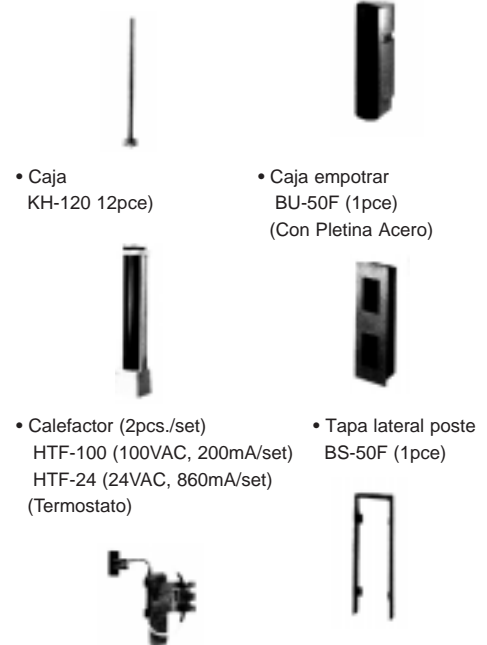 • Caja
KH-120 12pce)
• Caja empotrar
BU-50F (1pce)
(Con Pletina Acero)
• Calefactor (2pcs./set)
HTF-100 (100VAC, 200mA/set)
HTF-24 (24VAC, 860mA/set)
(Termostato)
• Tapa lateral poste
BS-50F (1pce)